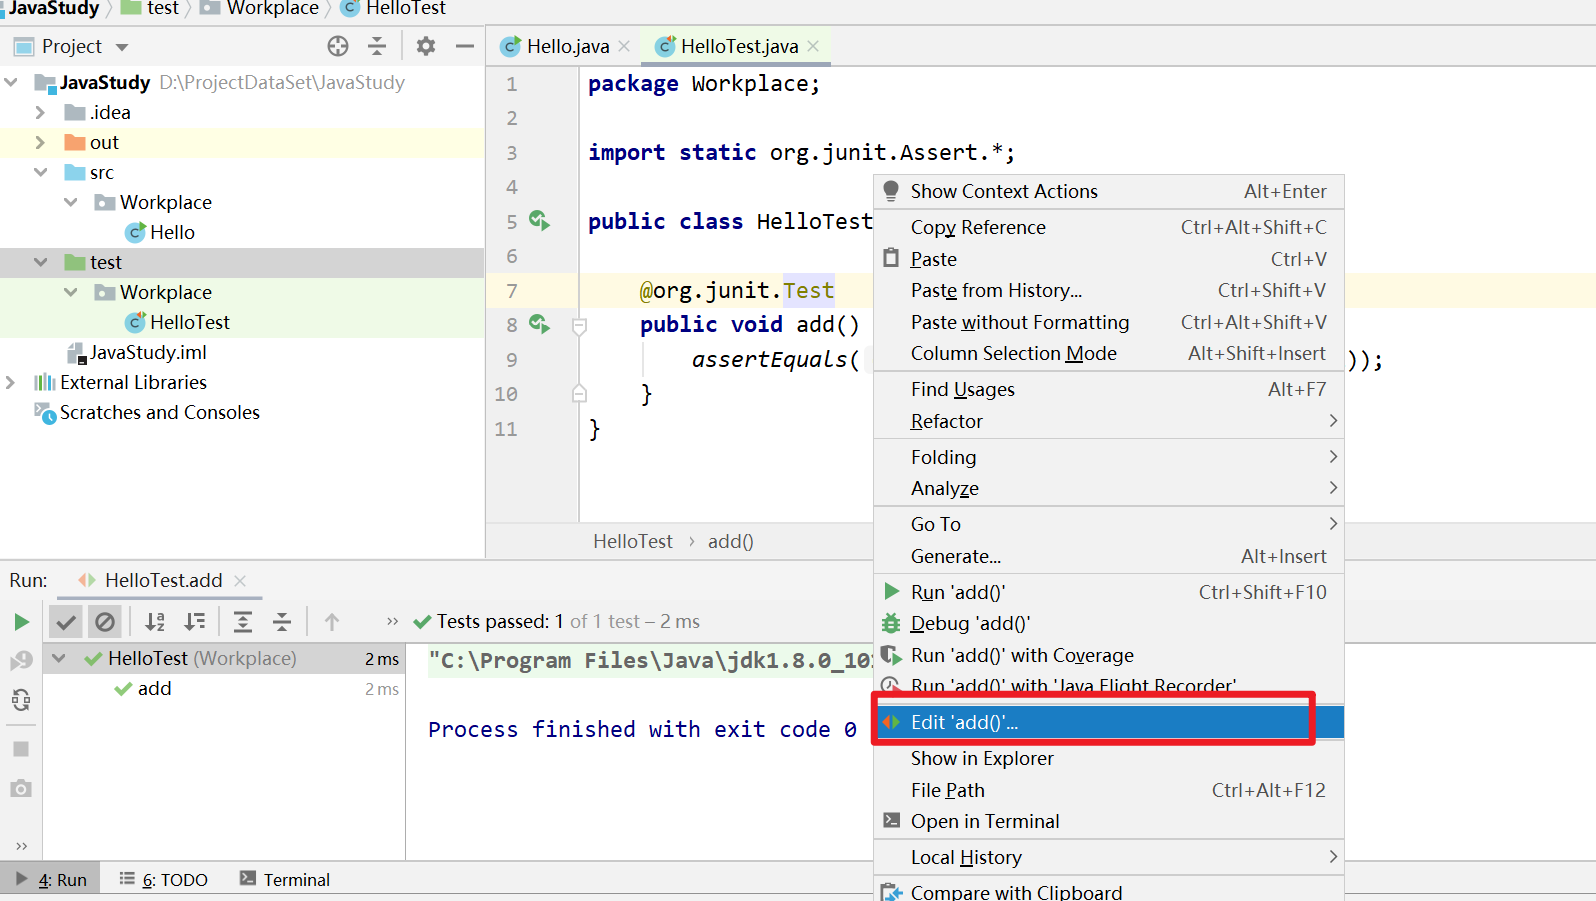 JavaStudy test Workplace HelloTest
Project
Hello.java HelloTest.java
JavaStudy D:\ProjectDataSet\JavaStudy
.idea
out
src
Workplace
Hello
test
Workplace
HelloTest
JavaStudy.iml
External Libraries
Scratches and Consoles
1 package Workplace;
2
3 import static org.junit.Assert.*;
4
5 public class HelloTest
6
7 @org.junit.Test
8 public void add()
9 assertEquals( ));
10 }
11 }
HelloTest › add()
Show Context Actions Alt+Enter
Copy Reference Ctrl+Alt+Shift+C
Paste Ctrl+V
Paste from History... Ctrl+Shift+V
Paste without Formatting Ctrl+Alt+Shift+V
Column Selection Mode Alt+Shift+Insert
Find Usages Alt+F7
Refactor
Folding
Analyze
Go To
Generate... Alt+Insert
Run 'add()' Ctrl+Shift+F10
Debug 'add()'
Run 'add()' with Coverage
Run 'add()' with 'Java Flight Recorder'
Edit 'add()'...
Show in Explorer
File Path Ctrl+Alt+F12
Open in Terminal
Local History
Compare with Clipboard
Run: HelloTest.add
Tests passed: 1 of 1 test – 2 ms
HelloTest (Workplace) 2 ms
add 2 ms
"C:\Program Files\Java\jdk1.8.0_10
Process finished with exit code 0
4: Run 6: TODO Terminal